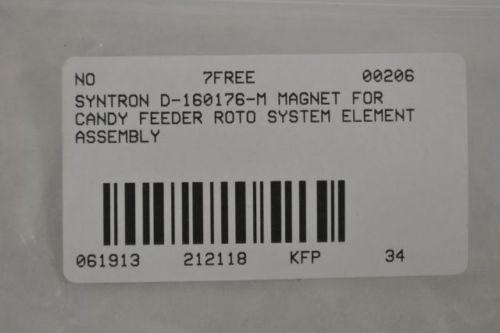 NO 7FREE 00206
SYNTRON D-160176-M MAGNET FOR
CANDY FEEDER ROTO SYSTEM ELEMENT
ASSEMBLY
061913 212118 KFP 34